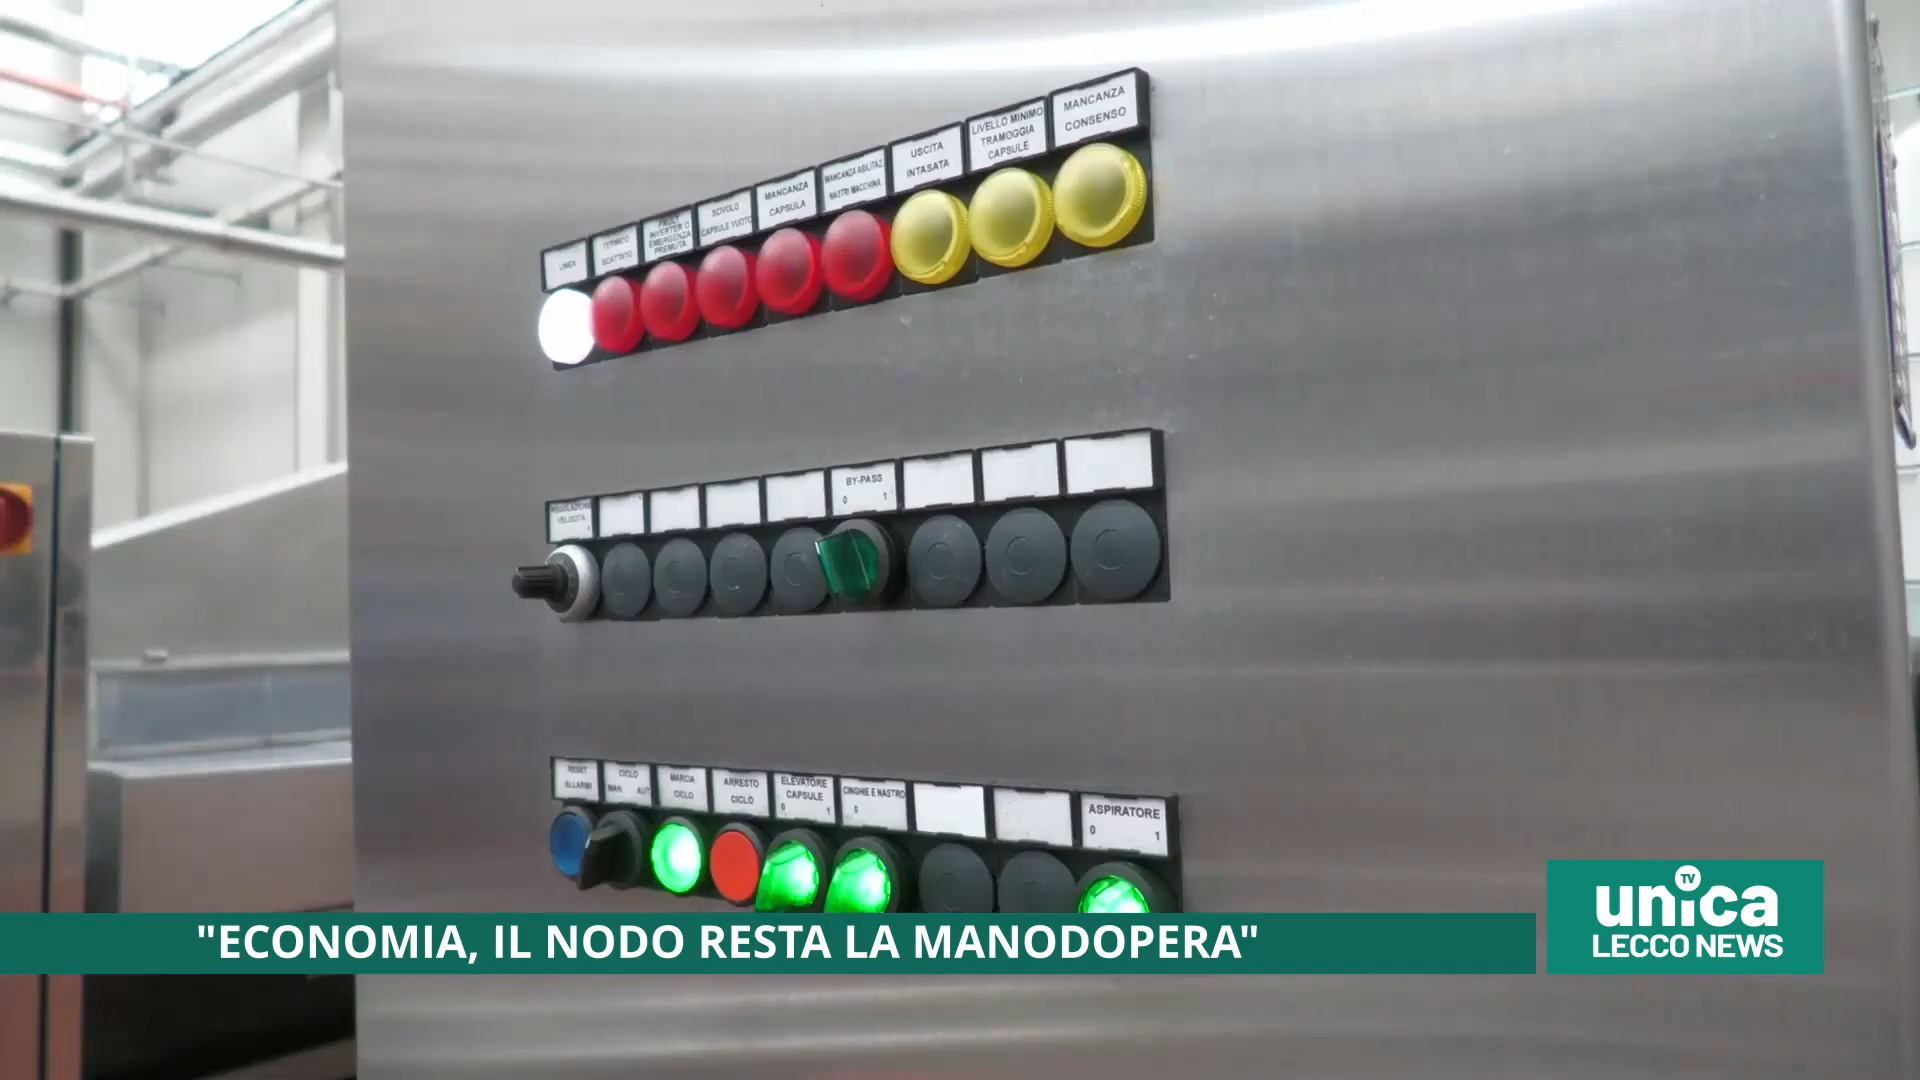 LINEA
TERMICO
SCATTATO
FAULT
INVERTER O
EMERGENZA
PREMUTA
SCIVOLO
CAPSULE VUOTO
MANCANZA
CAPSULA
MANCANZA ABILITAZ.
NASTRI MACCHINA
USCITA
INTASATA
LIVELLO MINIMO
TRAMOGGIA
CAPSULE
MANCANZA
CONSENSO
REGOLAZIONE
VELOCITA'
BY-PASS
0 1
RESET
ALLARMI
CICLO
MAN. AUT
MARCIA
CICLO
ARRESTO
CICLO
ELEVATORE
CAPSULE
0 1
CINGHIE E NASTRO
0
ASPIRATORE
0 1
"ECONOMIA, IL NODO RESTA LA MANODOPERA"
TV
unica
LECCO NEWS